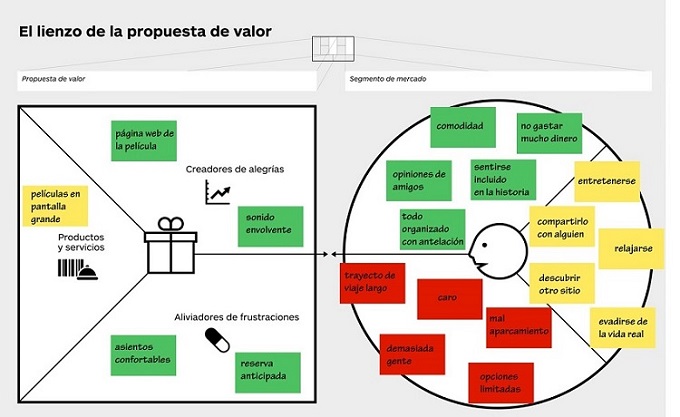 El lienzo de la propuesta de valor
Propuesta de valor
Segmento de mercado
página web de
la película
Creadores de alegrías
películas en
pantalla
grande
sonido
envolvente
Productos
y servicios
Aliviadores de frustraciones
asientos
confortables
reserva
anticipada
comodidad
no gastar
mucho dinero
opiniones de
amigos
sentirse
incluido
en la historia
entretenerse
todo
organizado
con antelación
compartirlo
con alguien
relajarse
trayecto de
viaje largo
caro
descubrir
otro sitio
mal
aparcamiento
evadirse de
la vida real
demasiada
gente
opciones
limitadas